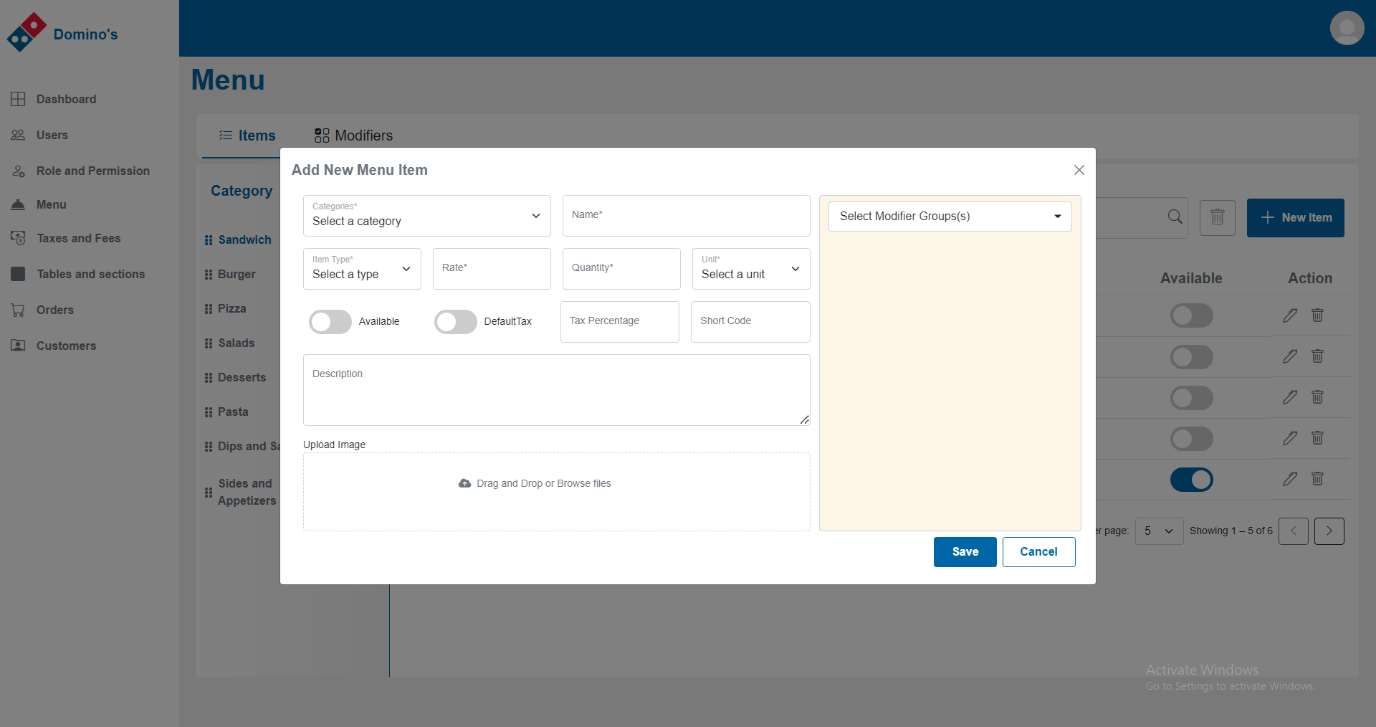 Domino's
Dashboard
Users
Role and Permission
Menu
Taxes and Fees
Tables and sections
Orders
Customers
Menu
Items
Modifiers
Category
Sandwich
Burger
Pizza
Salads
Desserts
Pasta
Dips and Sa
Sides and
Appetizers
New Item
Available
Action
Add New Menu Item
Categories*
Select a category
Name*
Item Type*
Select a type
Rate*
Quantity*
Unit*
Select a unit
Available
DefaultTax
Tax Percentage
Short Code
Description
Upload Image
Drag and Drop or Browse files
Select Modifier Groups(s)
Save
Cancel
er page:
5
Showing 1 – 5 of 6
Activate Windows
Go to Settings to activate Windows.